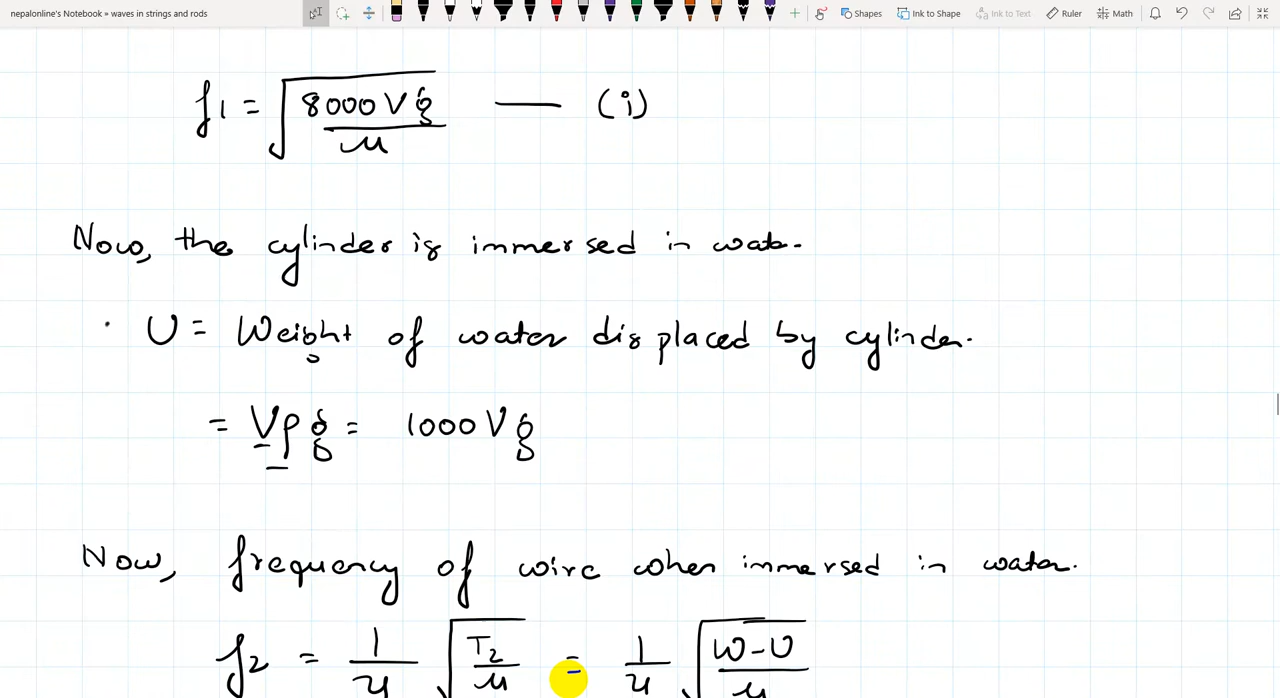 nepalonline's Notebook » waves in strings and rods
Shapes Ink to Shape Ink to Text Ruler Math
f1 = √(8000 V g / μ) — (i)
Now, the cylinder is immersed in wate.
U = Weight of water displaced by cylinder.
= Vρg = 1000 V g
Now, frequency of wire when immersed in water.
f2 = 1/4 √(T2/μ) = 1/4 √(W-U/μ)